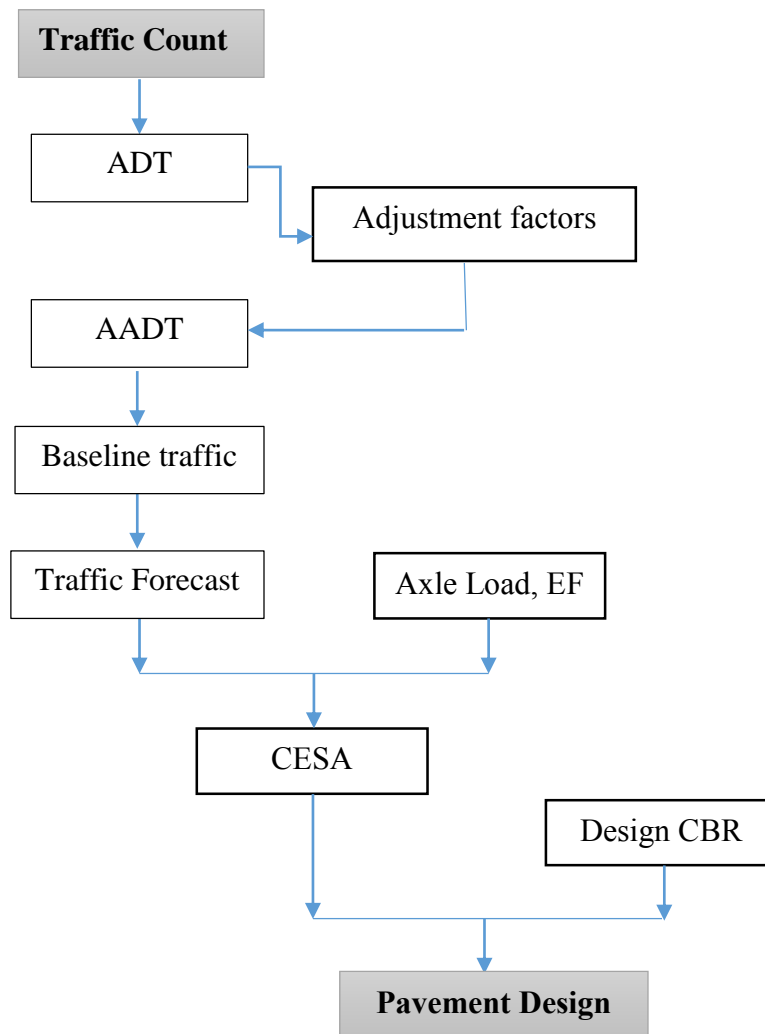 Traffic Count
ADT
Adjustment factors
AADT
Baseline traffic
Traffic Forecast
Axle Load, EF
CESA
Design CBR
Pavement Design